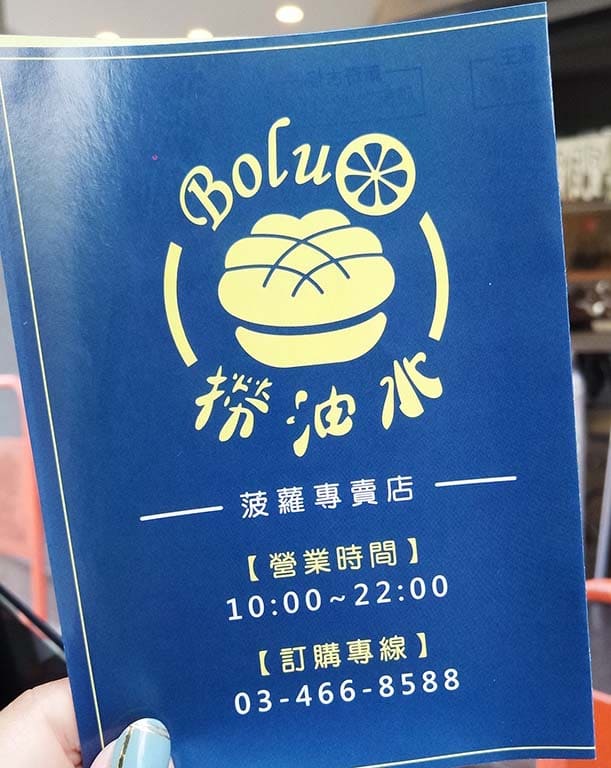 Boluo
撈油水
菠蘿專賣店
【營業時間】
10:00~22:00
【訂購專線】
03-466-8588